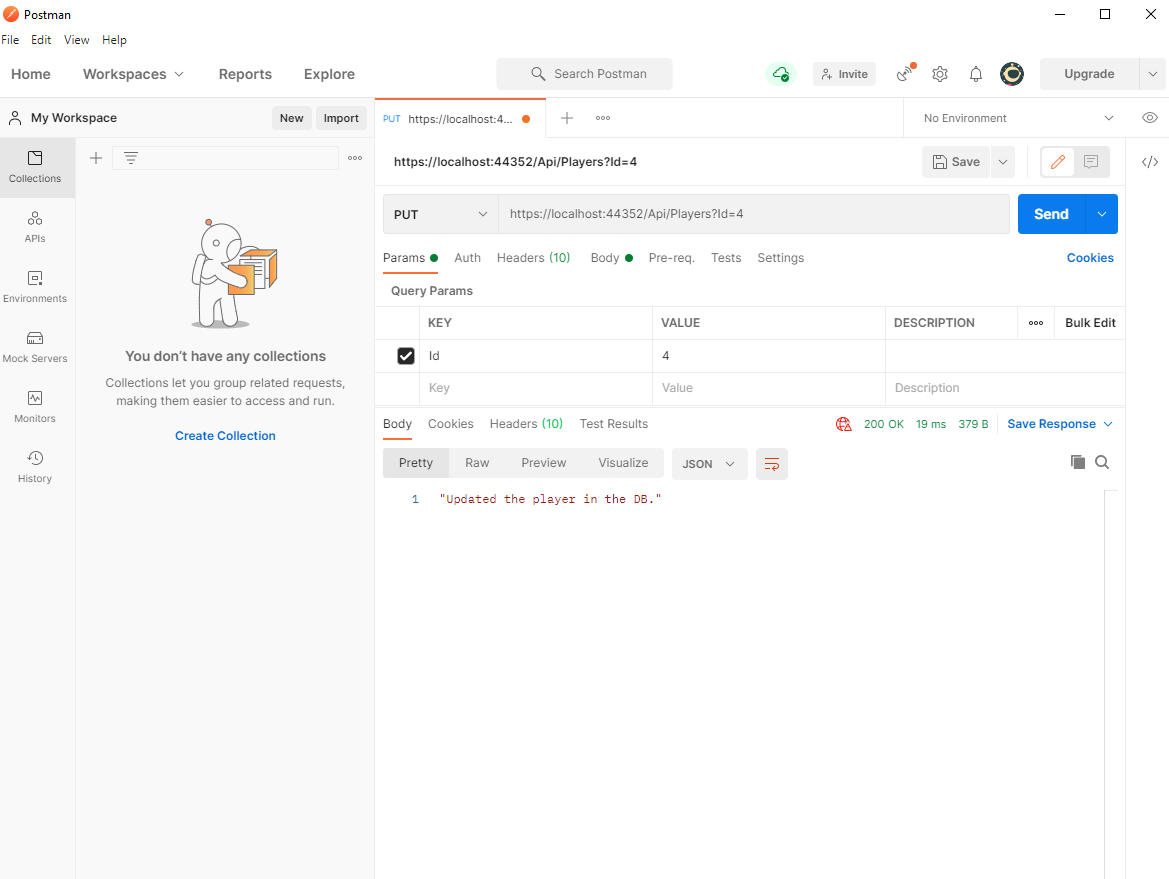 Postman
File Edit View Help
Home Workspaces Reports Explore Search Postman Invite Upgrade
My Workspace New Import
PUT https://localhost:4... No Environment
Collections
APIs
Environments
Mock Servers
Monitors
History
You don't have any collections
Collections let you group related requests,
making them easier to access and run.
Create Collection
https://localhost:44352/Api/Players?Id=4 Save
PUT https://localhost:44352/Api/Players?Id=4 Send
Params Auth Headers (10) Body Pre-req. Tests Settings Cookies
Query Params
KEY VALUE DESCRIPTION Bulk Edit
Id 4
Key Value Description
Body Cookies Headers (10) Test Results 200 OK 19 ms 379 B Save Response
Pretty Raw Preview Visualize JSON
1 "Updated the player in the DB."